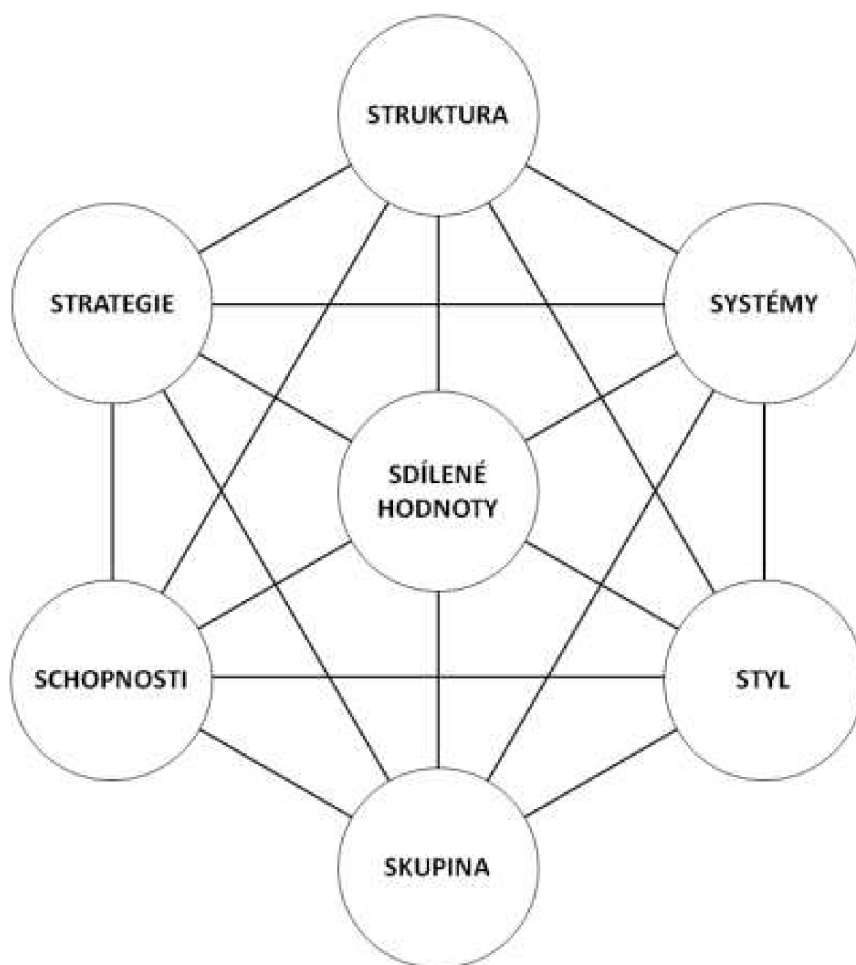 STRUKTURA
STRATEGIE
SYSTÉMY
SDÍLENÉ
HODNOTY
SCHOPNOSTI
STYL
SKUPINA